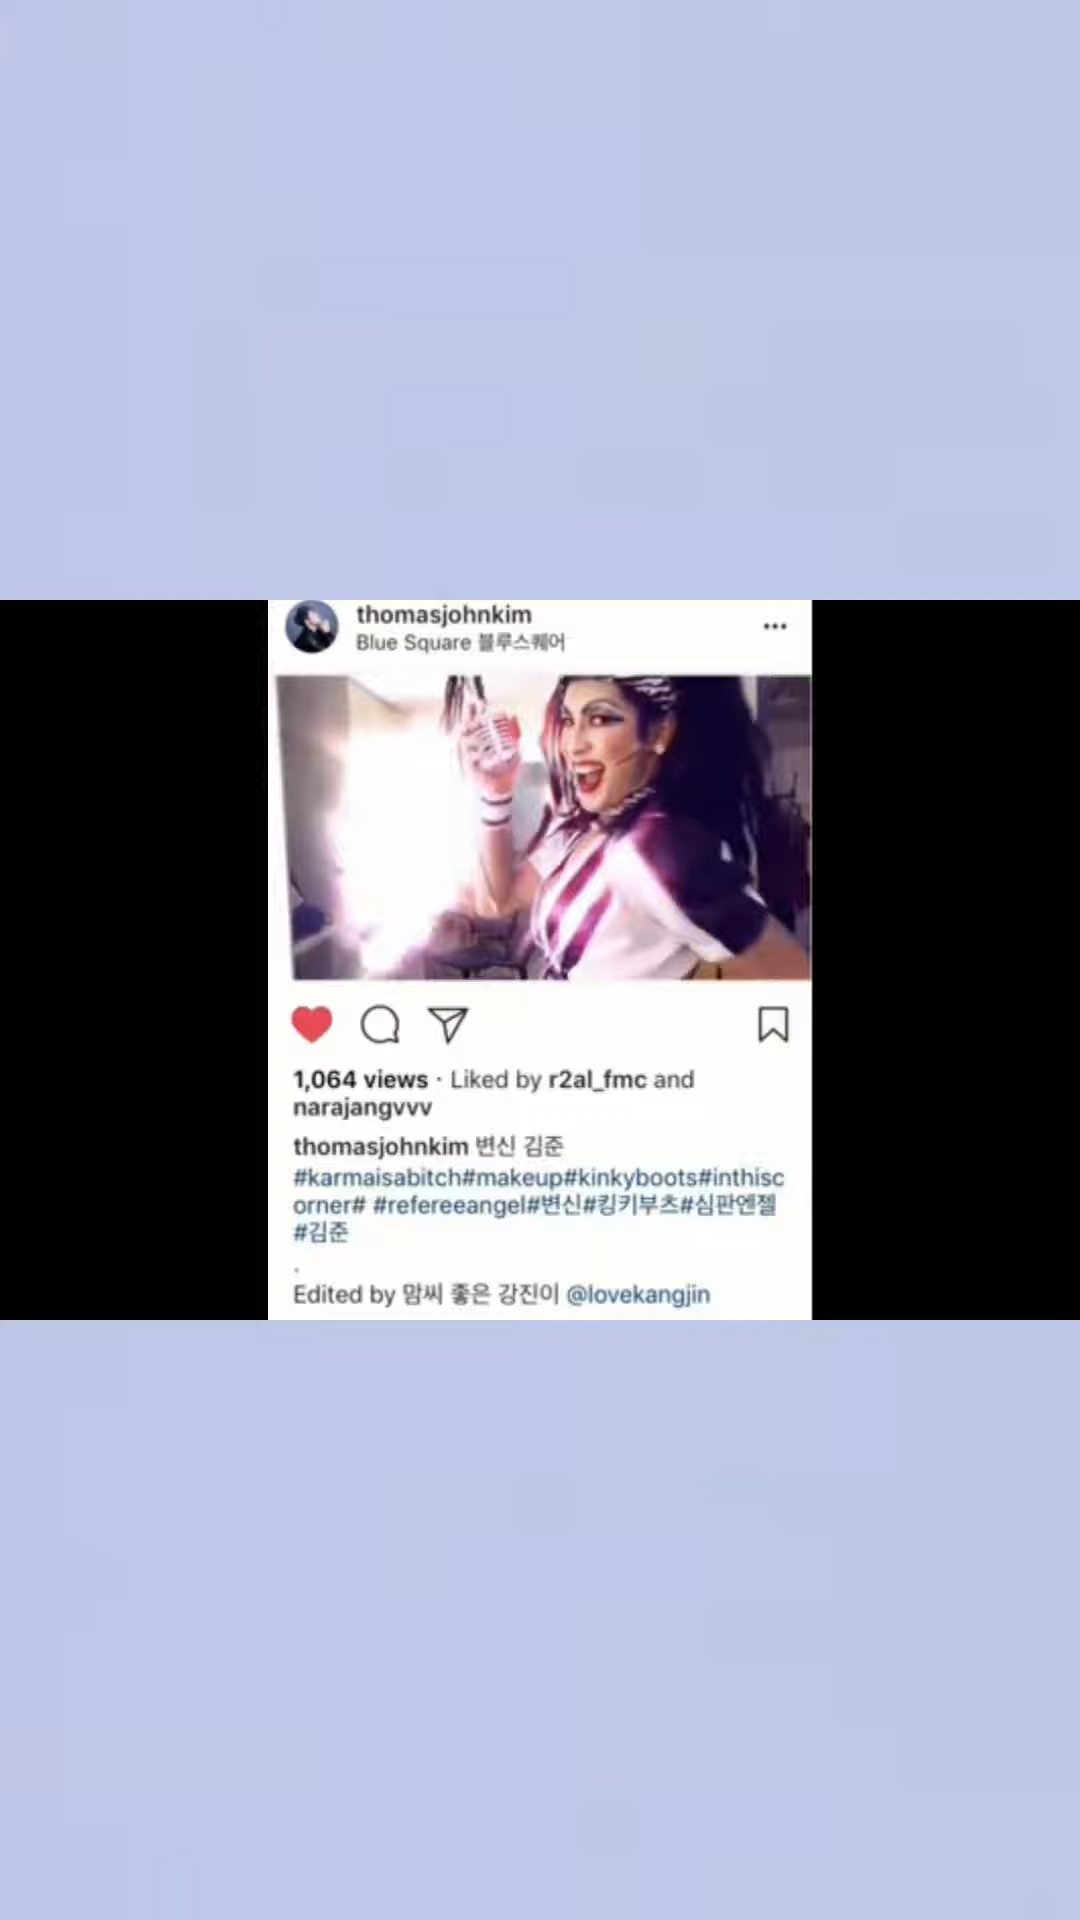 thomasjohnkim
Blue Square 블루스퀘어
1,064 views · Liked by r2al_fmc and
narajangvvv
thomasjohnkim 변신 김준
#karmaisabitch#makeup#kinkyboots#inthisc
orner# #refereeangel#변신#킹키부츠#심판엔젤
#김준
.
Edited by 맘씨 좋은 강진이 @lovekangjin